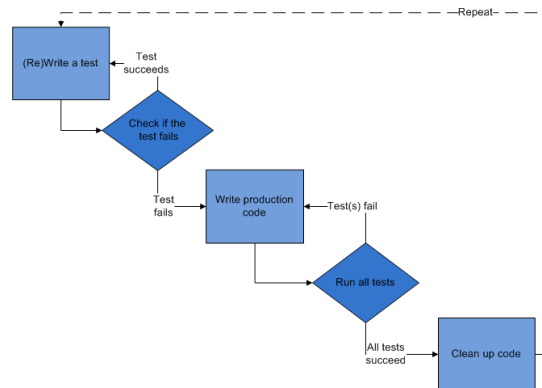 Repeat
(Re)Write a test
Test
succeeds
Check if the
test fails
Test
fails
Write production
code
Test(s) fail
Run all tests
All tests
succeed
Clean up code